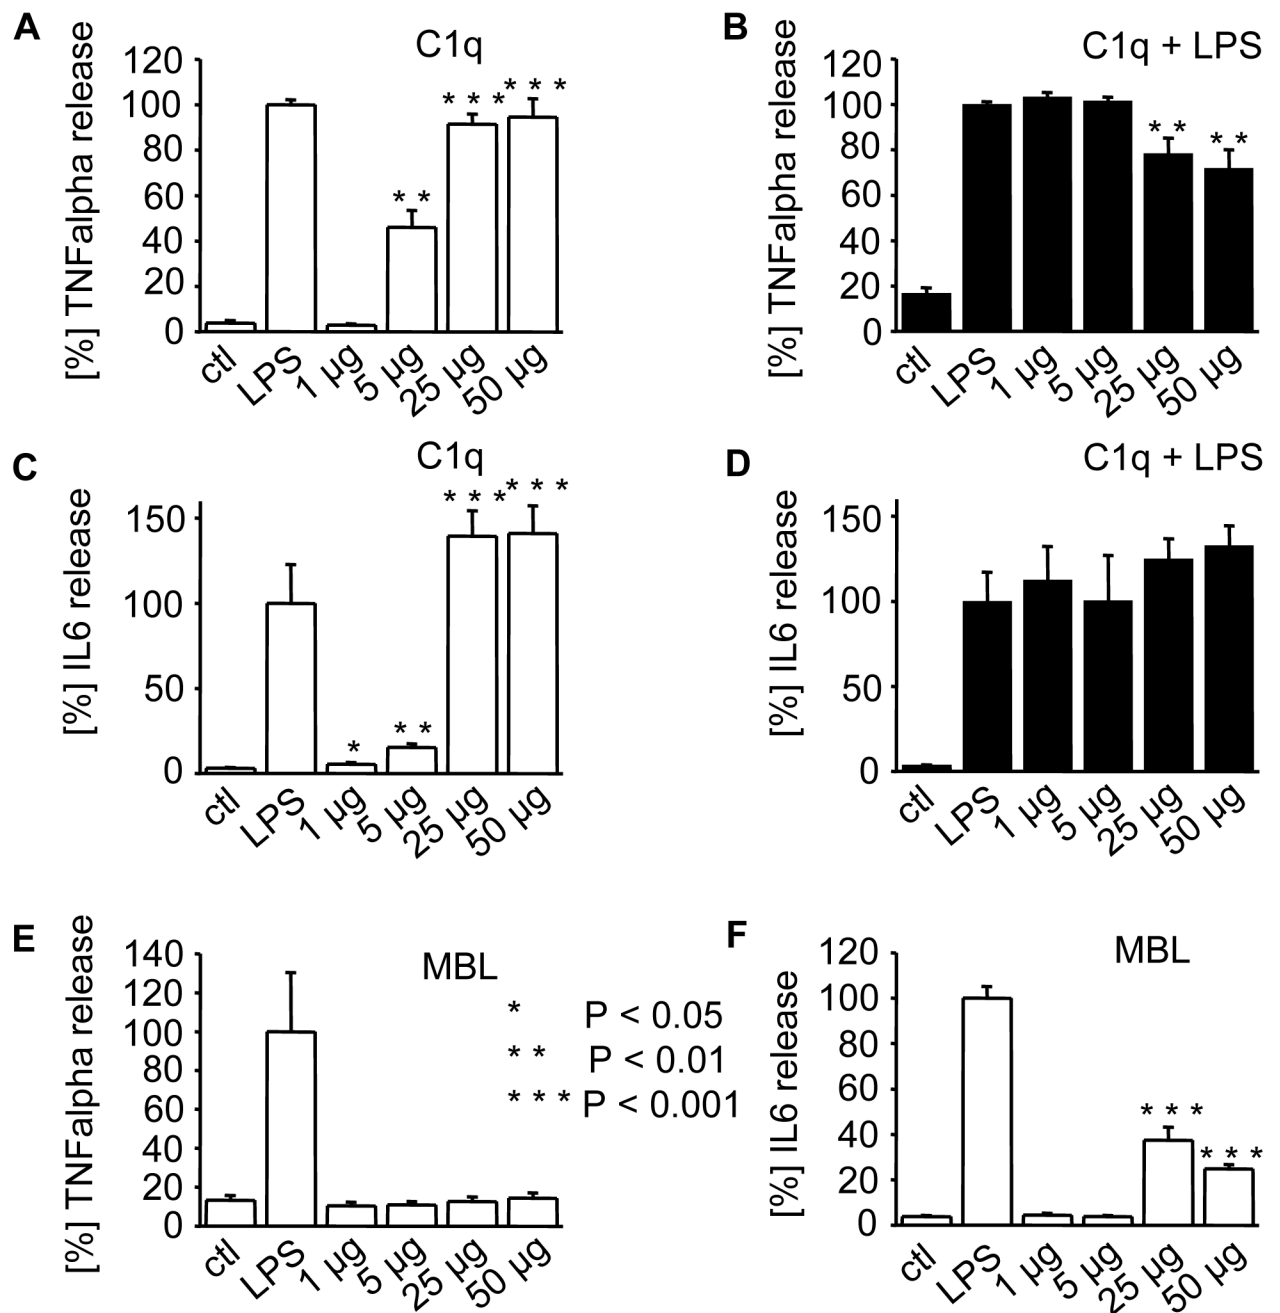 A
C1q
[%] TNFalpha release
120
100
80
60
40
20
0
* *
* * *
* * *
ctl
LPS
1 µg
5 µg
25 µg
50 µg
B
C1q + LPS
[%] TNFalpha release
120
100
80
60
40
20
0
* *
* *
ctl
LPS
1 µg
5 µg
25 µg
50 µg
C
C1q
[%] IL6 release
150
100
50
0
*
* *
* * *
* * *
ctl
LPS
1 µg
5 µg
25 µg
50 µg
D
C1q + LPS
[%] IL6 release
150
100
50
0
ctl
LPS
1 µg
5 µg
25 µg
50 µg
E
MBL
[%] TNFalpha release
140
120
100
80
60
40
20
0
* P < 0.05
* * P < 0.01
* * * P < 0.001
ctl
LPS
1 µg
5 µg
25 µg
50 µg
F
MBL
[%] IL6 release
120
100
80
60
40
20
0
* * *
* * *
ctl
LPS
1 µg
5 µg
25 µg
50 µg